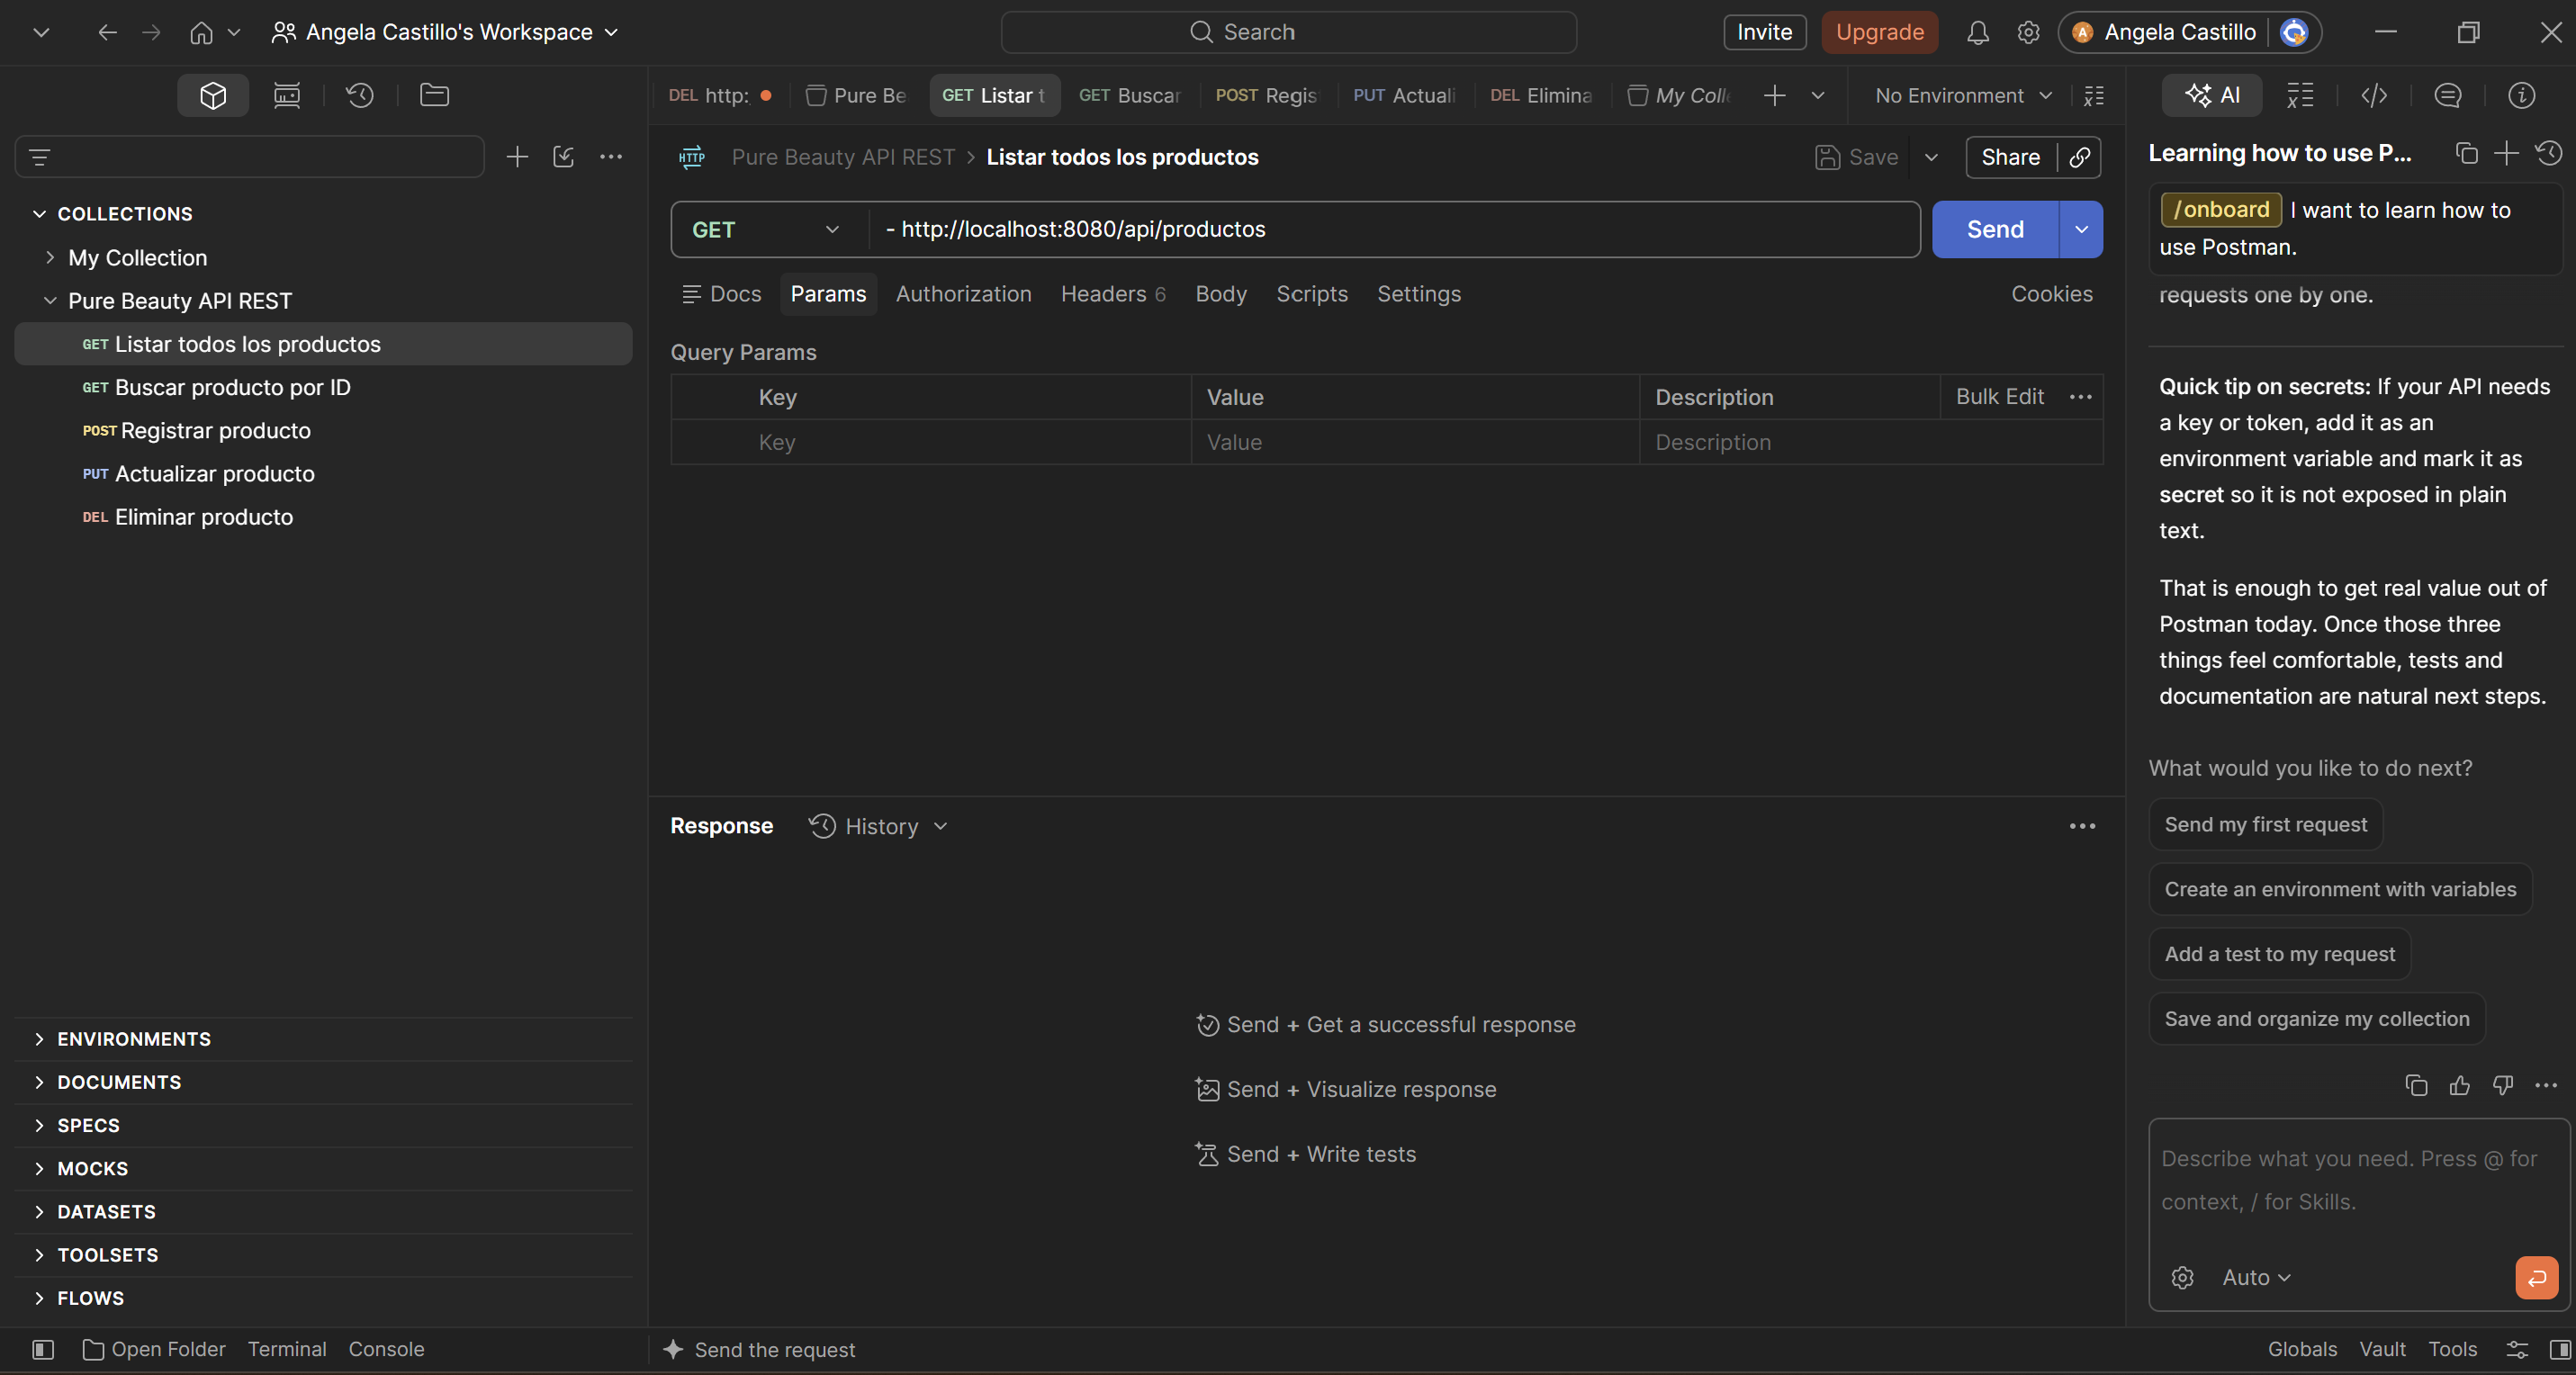 Angela Castillo's Workspace
Search
Invite
Upgrade
A
Angela Castillo
DEL http:
Pure Be
GET Listar t
GET Buscar
POST Regis
PUT Actuali
DEL Elimina
My Coll
No Environment
AI
COLLECTIONS
My Collection
Pure Beauty API REST
GET Listar todos los productos
GET Buscar producto por ID
POST Registrar producto
PUT Actualizar producto
DEL Eliminar producto
ENVIRONMENTS
DOCUMENTS
SPECS
MOCKS
DATASETS
TOOLSETS
FLOWS
HTTP
Pure Beauty API REST > Listar todos los productos
Save
Share
GET
- http://localhost:8080/api/productos
Send
Docs
Params
Authorization
Headers 6
Body
Scripts
Settings
Cookies
Query Params
Key
Value
Description
Bulk Edit
Key
Value
Description
Response
History
Send + Get a successful response
Send + Visualize response
Send + Write tests
Learning how to use P...
/onboard I want to learn how to
use Postman.
requests one by one.
Quick tip on secrets: If your API needs
a key or token, add it as an
environment variable and mark it as
secret so it is not exposed in plain
text.
That is enough to get real value out of
Postman today. Once those three
things feel comfortable, tests and
documentation are natural next steps.
What would you like to do next?
Send my first request
Create an environment with variables
Add a test to my request
Save and organize my collection
Describe what you need. Press @ for
context, / for Skills.
Auto
Open Folder
Terminal
Console
Send the request
Globals
Vault
Tools